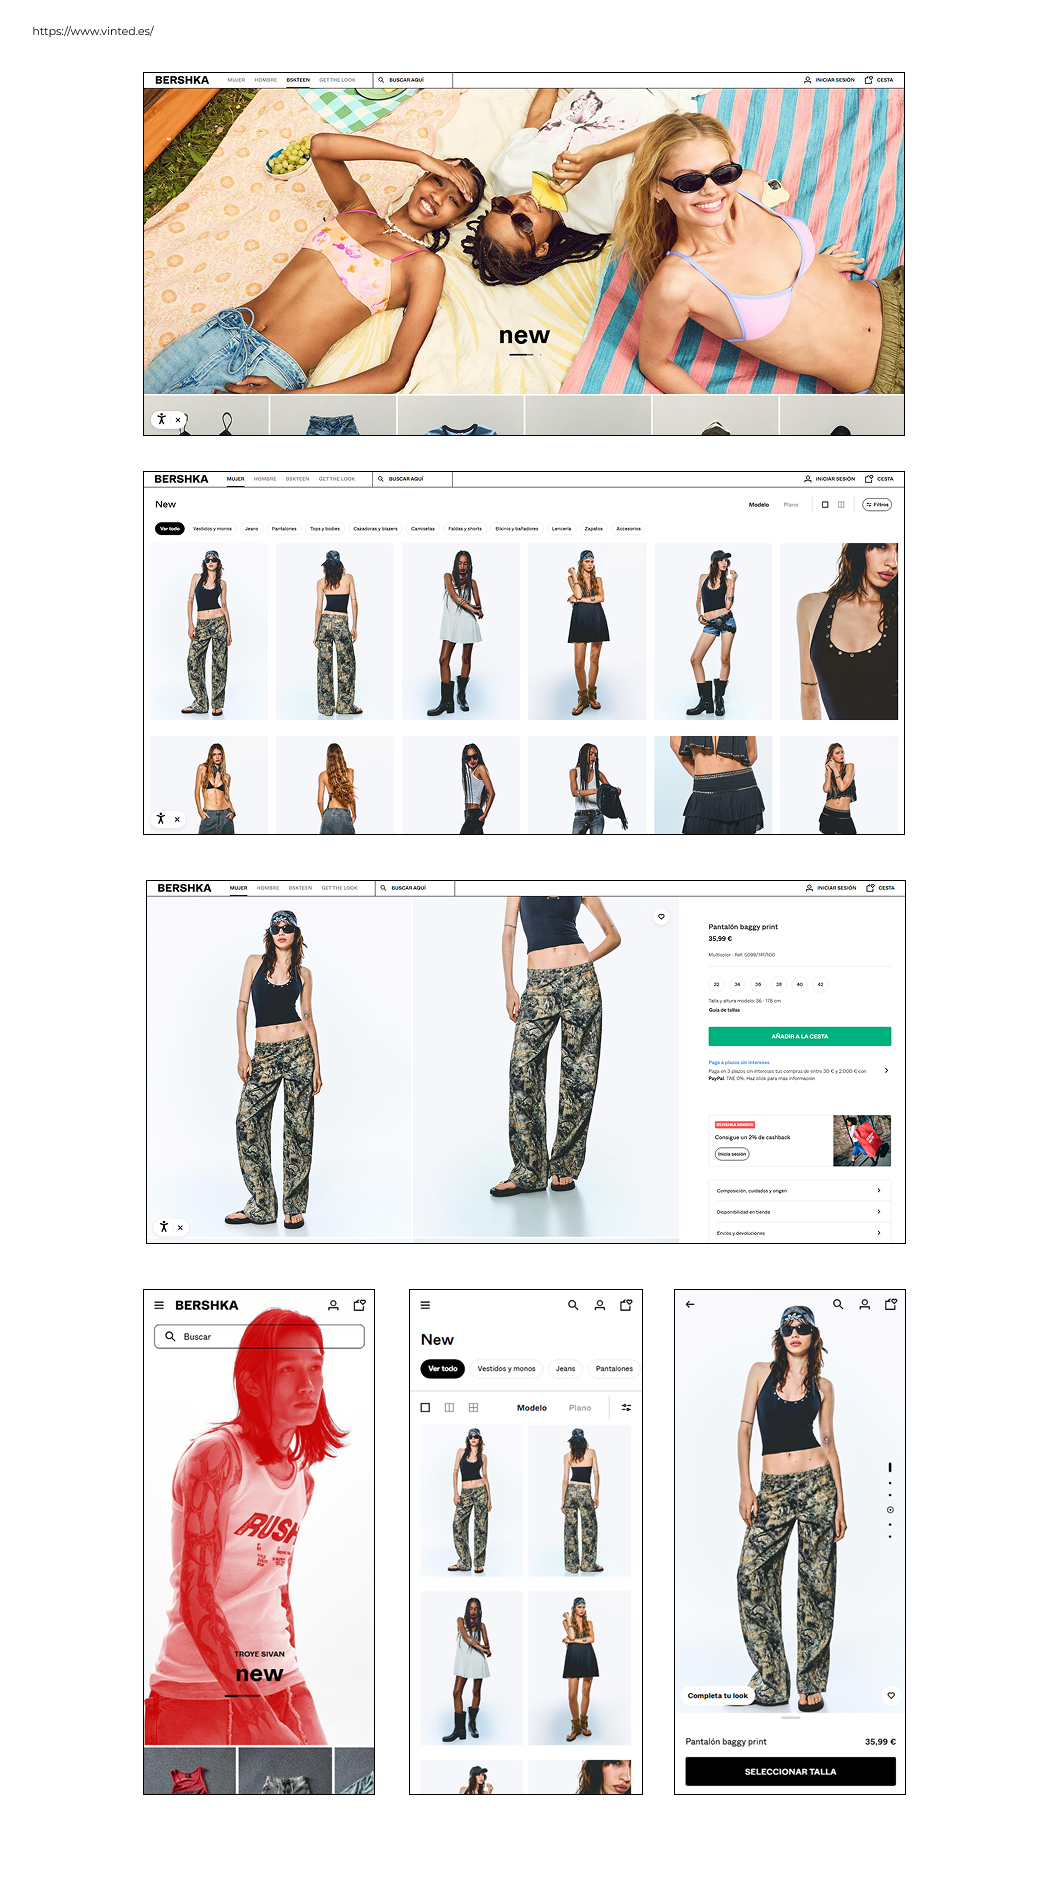 https://www.vinted.es/
BERSHKA MUJER HOMBRE BSKTEEN GET THE LOOK BUSCAR AQUÍ INICIAR SESIÓN CESTA
new
BERSHKA MUJER HOMBRE BSKTEEN GET THE LOOK BUSCAR AQUÍ INICIAR SESIÓN CESTA
New Modelo Plano Filtros
Ver todo Vestidos y monos Jeans Pantalones Tops y bodies Cazadoras y blazers Camisetas Faldas y shorts Bikinis y bañadores Lencería Zapatos Accesorios
BERSHKA MUJER HOMBRE BSKTEEN GET THE LOOK BUSCAR AQUÍ INICIAR SESIÓN CESTA
Pantalón baggy print
35,99 €
Multicolor - Ref. 5099/141/100
32 34 36 38 40 42
Talla y altura modelo: 36 - 178 cm
Guía de tallas
AÑADIR A LA CESTA
Paga a plazos sin intereses
Paga en 3 plazos sin intereses tus compras de entre 30 € y 2.000 € con
PayPal. TAE 0%. Haz click para mas información
BERSHKA MEMBERS
Consigue un 2% de cashback
Inicia sesión
Composición, cuidados y origen
Disponibilidad en tienda
Envíos y devoluciones
BERSHKA
Buscar
RUSH
TROYE SIVAN
new
New
Ver todo Vestidos y monos Jeans Pantalones
Modelo Plano
Completa tu look
Pantalón baggy print 35,99 €
SELECCIONAR TALLA